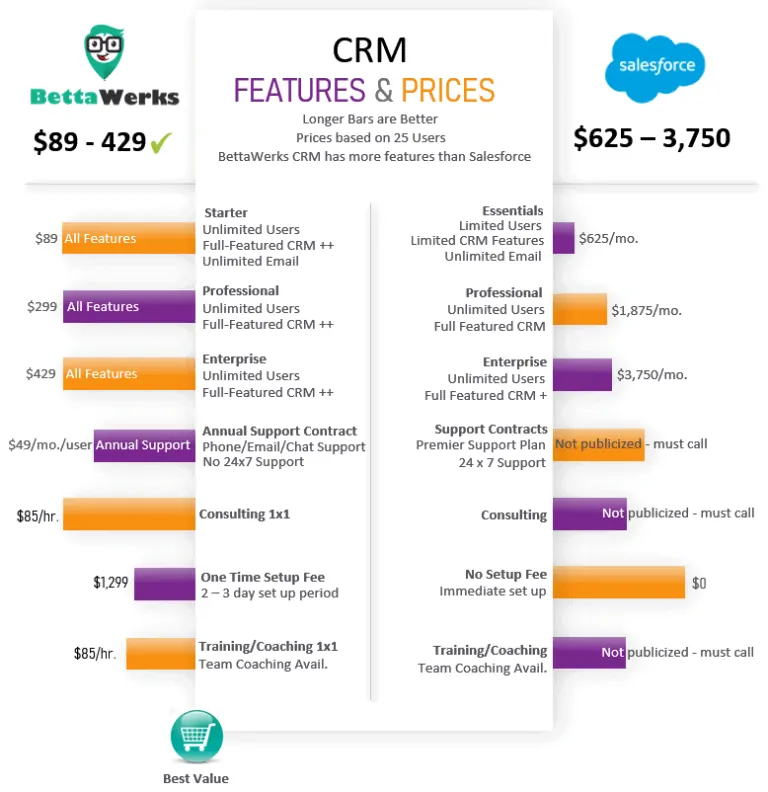 BettaWerks
$89 - 429
CRM
FEATURES & PRICES
Longer Bars are Better
Prices based on 25 Users
BettaWerks CRM has more features than Salesforce
salesforce
$625 – 3,750
$89
All Features
Starter
Unlimited Users
Full-Featured CRM ++
Unlimited Email
Essentials
Limited Users
Limited CRM Features
Unlimited Email
$625/mo.
$299
All Features
Professional
Unlimited Users
Full-Featured CRM ++
Professional
Unlimited Users
Full Featured CRM
$1,875/mo.
$429
All Features
Enterprise
Unlimited Users
Full-Featured CRM ++
Enterprise
Unlimited Users
Full Featured CRM +
$3,750/mo.
$49/mo./user
Annual Support
Annual Support Contract
Phone/Email/Chat Support
No 24x7 Support
Support Contracts
Premier Support Plan
24 x 7 Support
Not publicized - must call
$85/hr.
Consulting 1x1
Consulting
Not publicized - must call
$1,299
One Time Setup Fee
2 – 3 day set up period
No Setup Fee
Immediate set up
$0
$85/hr.
Training/Coaching 1x1
Team Coaching Avail.
Training/Coaching
Team Coaching Avail.
Not publicized - must call
Best Value